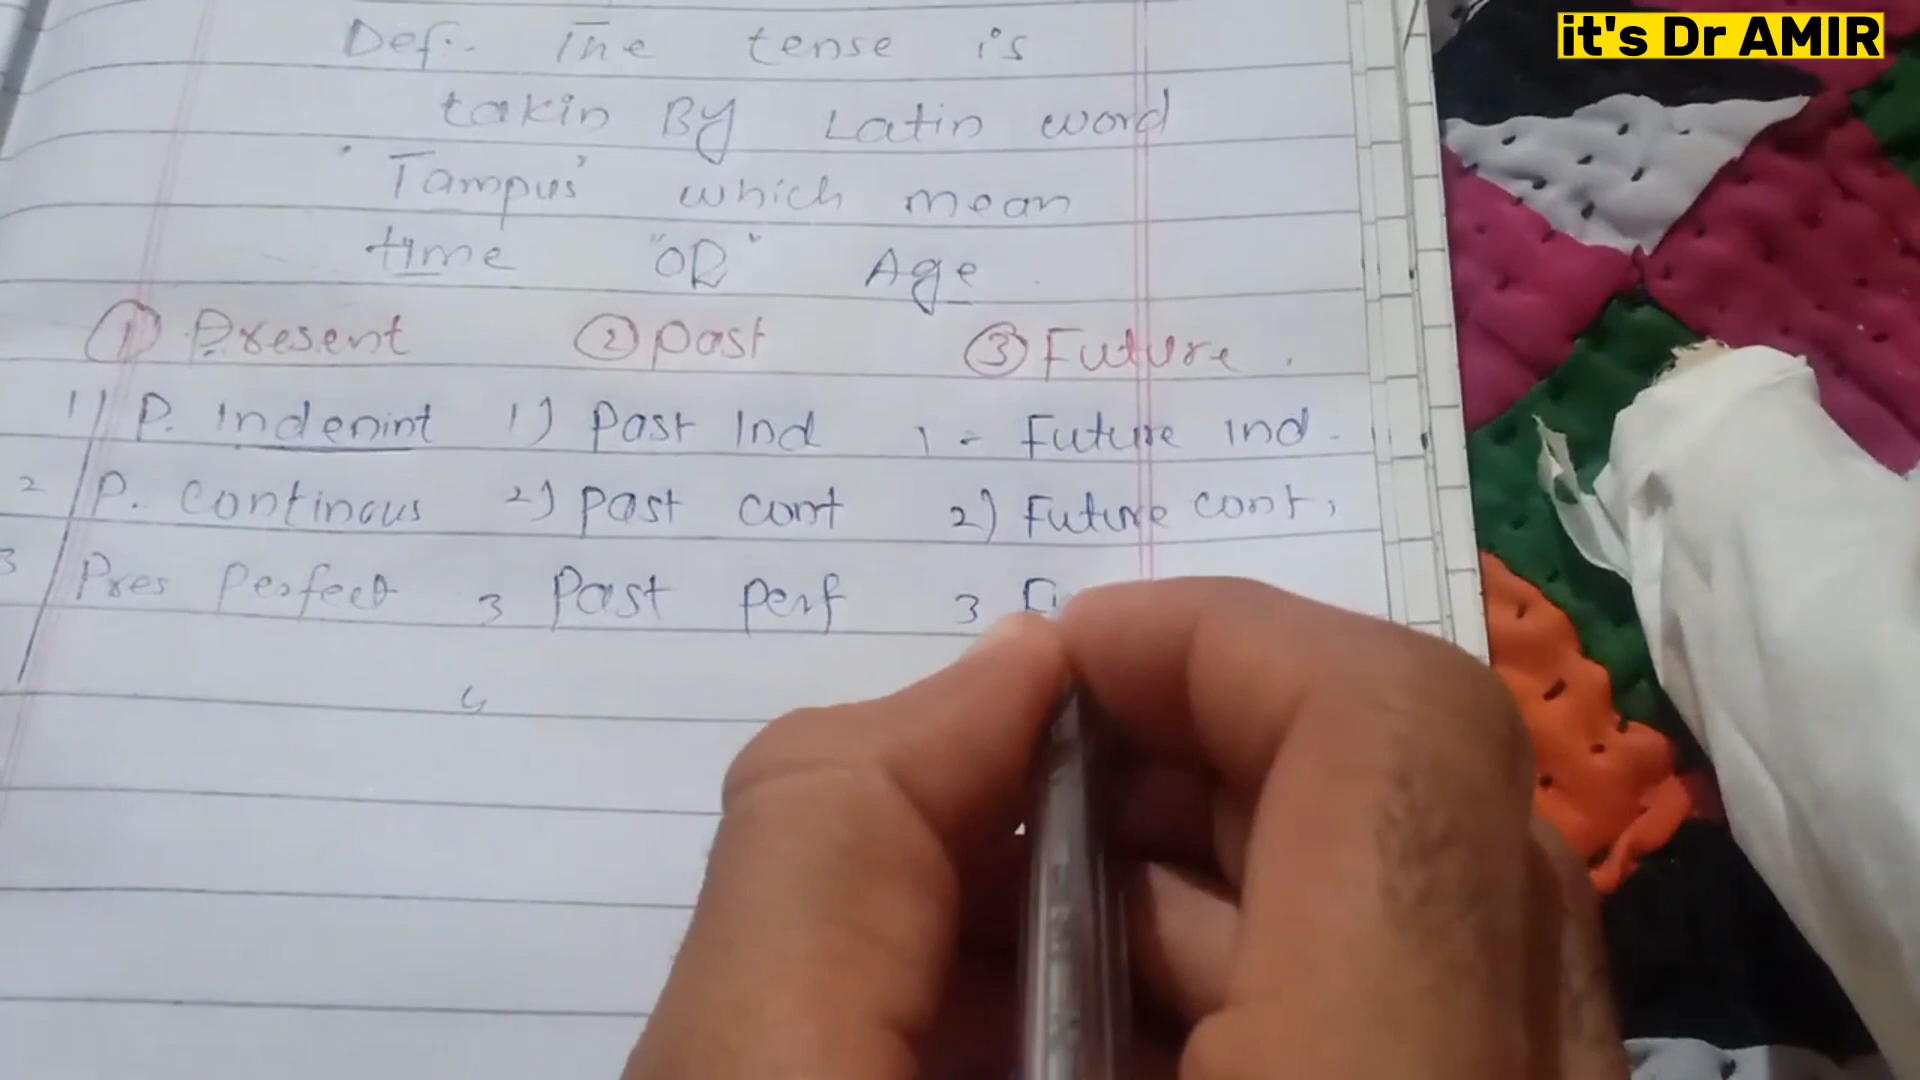 it's Dr AMIR
Def:- The tense is
takin By Latin word
'Tampus' which mean
time "OR" Age
① Present ② past ③ Future.
1) P. Indenint 1) Past Ind 1 - Future ind.
2 P. continous 2) past cont 2) Future cont,
3 Pres Perfect 3 Past perf 3 F
4